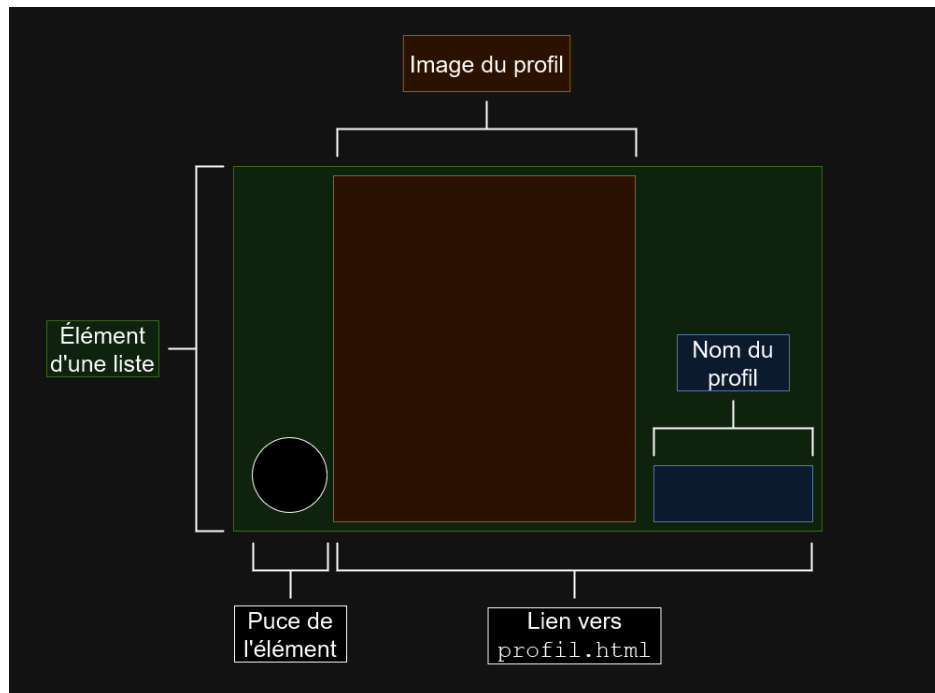 Image du profil
Élément
d'une liste
Nom du
profil
Puce de
l'élément
Lien vers
profil.html